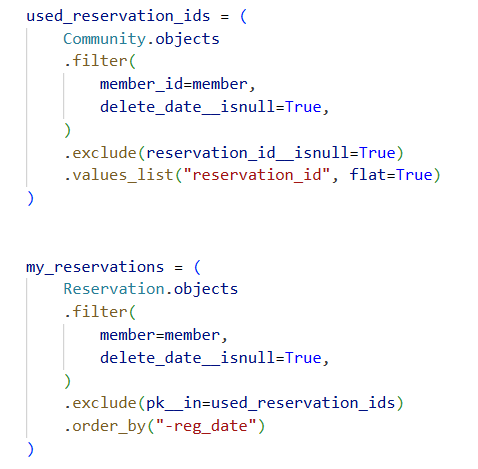 used_reservation_ids = (
    Community.objects
    .filter(
        member_id=member,
        delete_date__isnull=True,
    )
    .exclude(reservation_id__isnull=True)
    .values_list("reservation_id", flat=True)
)
my_reservations = (
    Reservation.objects
    .filter(
        member=member,
        delete_date__isnull=True,
    )
    .exclude(pk__in=used_reservation_ids)
    .order_by("-reg_date")
)